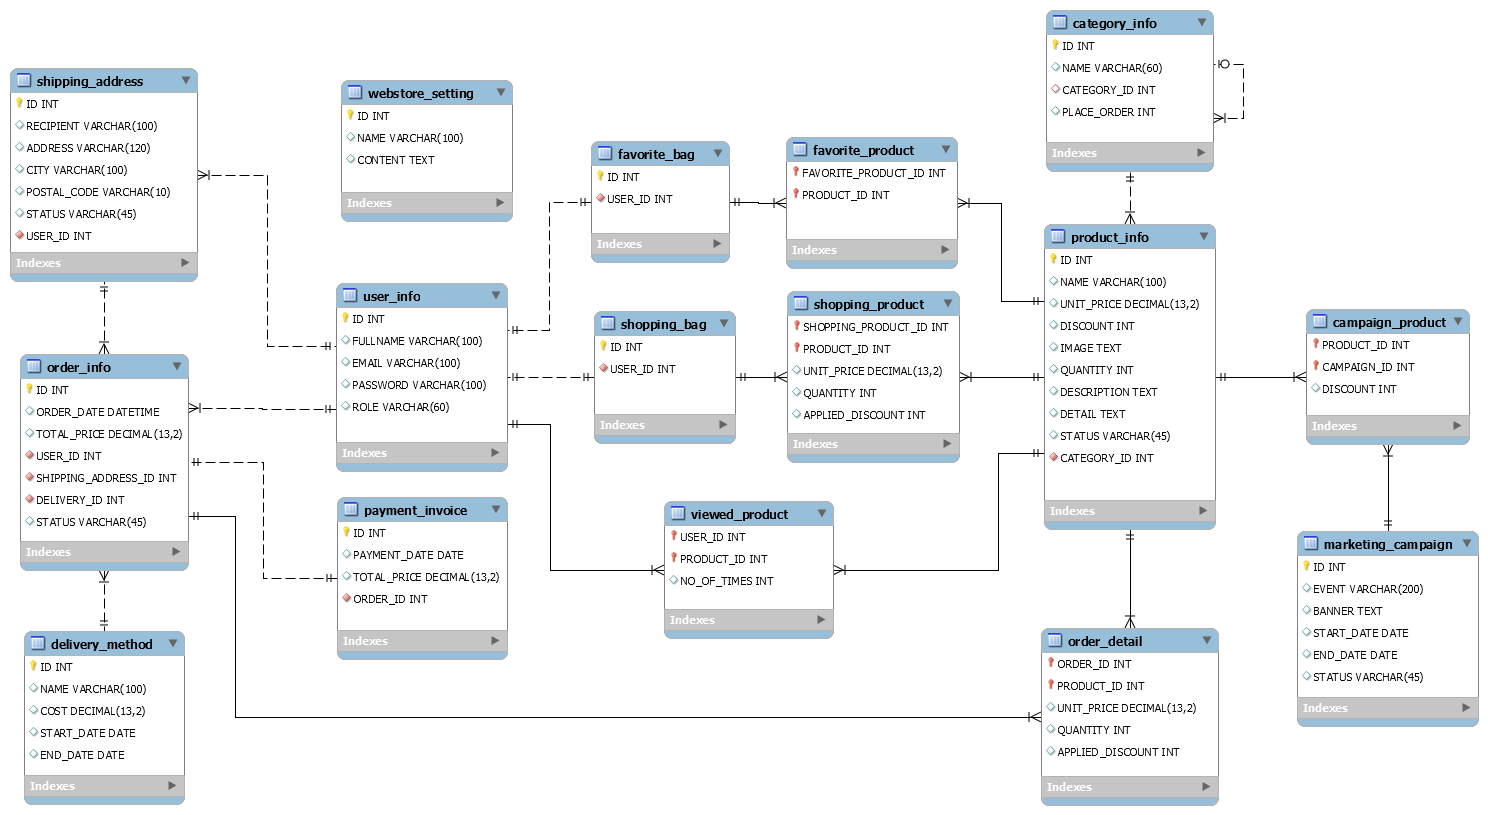 category_info
ID INT
NAME VARCHAR(60)
CATEGORY_ID INT
PLACE_ORDER INT
Indexes
shipping_address
ID INT
RECIPIENT VARCHAR(100)
ADDRESS VARCHAR(120)
CITY VARCHAR(100)
POSTAL_CODE VARCHAR(10)
STATUS VARCHAR(45)
USER_ID INT
Indexes
webstore_setting
ID INT
NAME VARCHAR(100)
CONTENT TEXT
Indexes
favorite_bag
ID INT
USER_ID INT
Indexes
favorite_product
FAVORITE_PRODUCT_ID INT
PRODUCT_ID INT
Indexes
product_info
ID INT
NAME VARCHAR(100)
UNIT_PRICE DECIMAL(13,2)
DISCOUNT INT
IMAGE TEXT
QUANTITY INT
DESCRIPTION TEXT
DETAIL TEXT
STATUS VARCHAR(45)
CATEGORY_ID INT
Indexes
user_info
ID INT
FULLNAME VARCHAR(100)
EMAIL VARCHAR(100)
PASSWORD VARCHAR(100)
ROLE VARCHAR(60)
Indexes
shopping_bag
ID INT
USER_ID INT
Indexes
shopping_product
SHOPPING_PRODUCT_ID INT
PRODUCT_ID INT
UNIT_PRICE DECIMAL(13,2)
QUANTITY INT
APPLIED_DISCOUNT INT
Indexes
campaign_product
PRODUCT_ID INT
CAMPAIGN_ID INT
DISCOUNT INT
Indexes
order_info
ID INT
ORDER_DATE DATETIME
TOTAL_PRICE DECIMAL(13,2)
USER_ID INT
SHIPPING_ADDRESS_ID INT
DELIVERY_ID INT
STATUS VARCHAR(45)
Indexes
payment_invoice
ID INT
PAYMENT_DATE DATE
TOTAL_PRICE DECIMAL(13,2)
ORDER_ID INT
Indexes
viewed_product
USER_ID INT
PRODUCT_ID INT
NO_OF_TIMES INT
Indexes
marketing_campaign
ID INT
EVENT VARCHAR(200)
BANNER TEXT
START_DATE DATE
END_DATE DATE
STATUS VARCHAR(45)
Indexes
delivery_method
ID INT
NAME VARCHAR(100)
COST DECIMAL(13,2)
START_DATE DATE
END_DATE DATE
Indexes
order_detail
ORDER_ID INT
PRODUCT_ID INT
UNIT_PRICE DECIMAL(13,2)
QUANTITY INT
APPLIED_DISCOUNT INT
Indexes